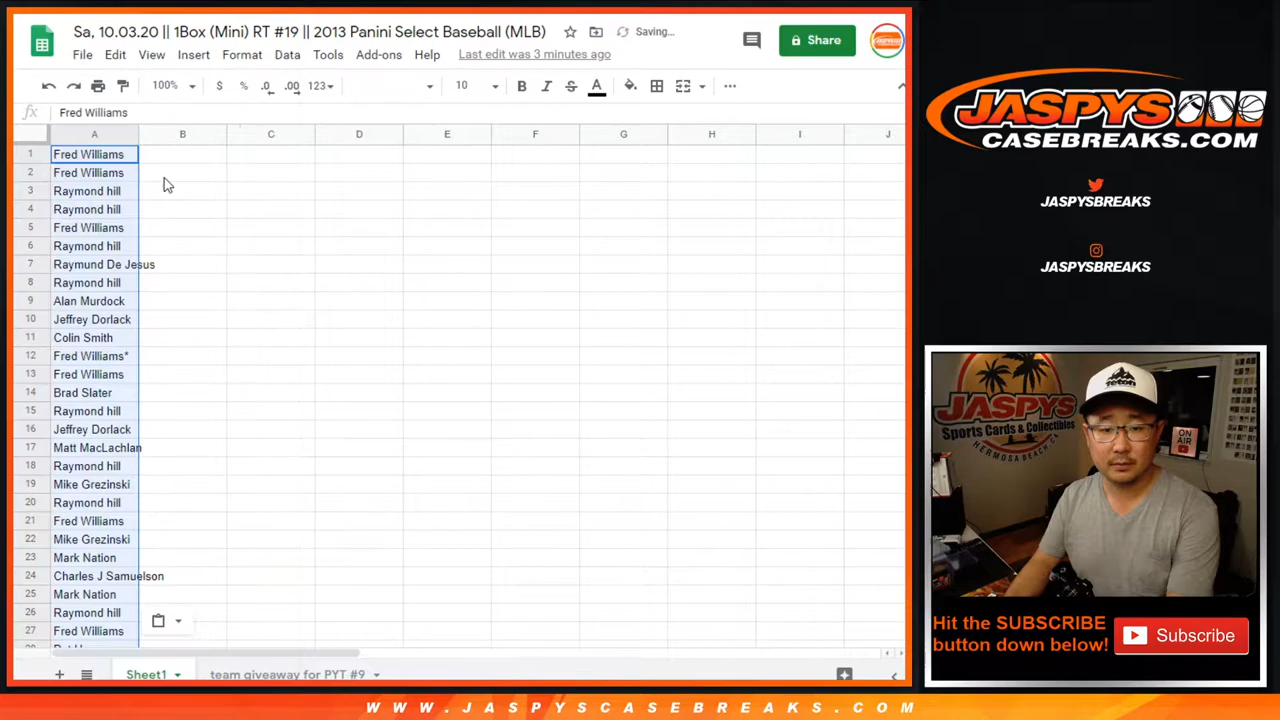 Sa, 10.03.20 || 1Box (Mini) RT #19 || 2013 Panini Select Baseball (MLB)
Saving...
Share
File Edit View Insert Format Data Tools Add-ons Help Last edit was 3 minutes ago
100% $ % .0 .00 123 10 B I S A
fx Fred Williams
A B C D E F G H I J
1 Fred Williams
2 Fred Williams
3 Raymond hill
4 Raymond hill
5 Fred Williams
6 Raymond hill
7 Raymund De Jesus
8 Raymond hill
9 Alan Murdock
10 Jeffrey Dorlack
11 Colin Smith
12 Fred Williams*
13 Fred Williams
14 Brad Slater
15 Raymond hill
16 Jeffrey Dorlack
17 Matt MacLachlan
18 Raymond hill
19 Mike Grezinski
20 Raymond hill
21 Fred Williams
22 Mike Grezinski
23 Mark Nation
24 Charles J Samuelson
25 Mark Nation
26 Raymond hill
27 Fred Williams
Sheet1 team giveaway for PYT #9
JASPYS
CASEBREAKS.COM
JASPYSBREAKS
JASPYSBREAKS
JASPYS
Sports Cards & Collectibles
HERMOSA BEACH CA
ON AIR
TETON
Hit the SUBSCRIBE
button down below!
Subscribe
WWW.JASPYSCASEBREAKS.COM